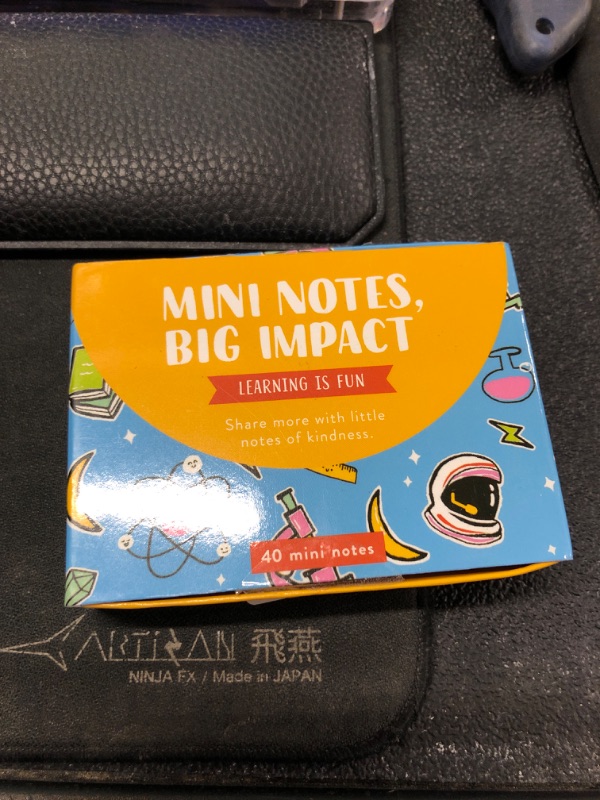 MINI NOTES,
BIG IMPACT
LEARNING IS FUN
Share more with little
notes of kindness.
40 mini notes
ARTISAN 飛燕
NINJA FX / Made in JAPAN